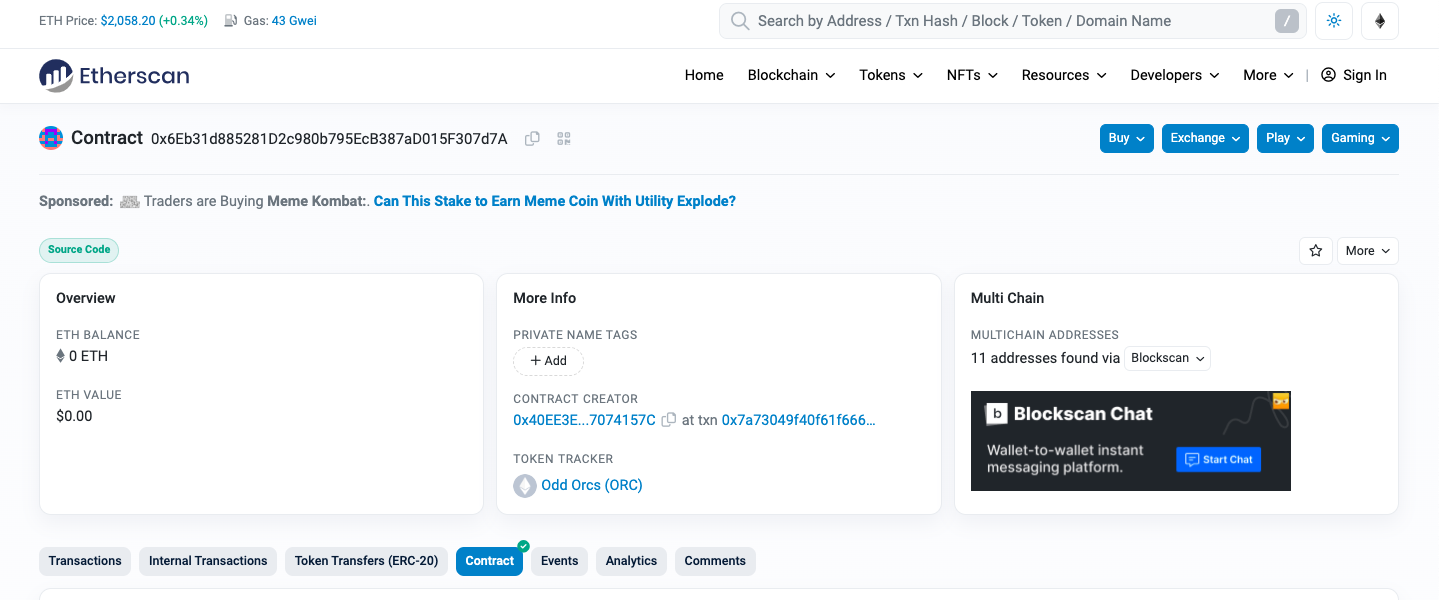 ETH Price: $2,058.20 (+0.34%) Gas: 43 Gwei
Search by Address / Txn Hash / Block / Token / Domain Name /
Etherscan
Home Blockchain Tokens NFTs Resources Developers More | Sign In
Contract 0x6Eb31d885281D2c980b795EcB387aD015F307d7A
Buy Exchange Play Gaming
Sponsored: Traders are Buying Meme Kombat:. Can This Stake to Earn Meme Coin With Utility Explode?
Source Code
More
Overview
ETH BALANCE
0 ETH
ETH VALUE
$0.00
More Info
PRIVATE NAME TAGS
+ Add
CONTRACT CREATOR
0x40EE3E...7074157C at txn 0x7a73049f40f61f666...
TOKEN TRACKER
Odd Orcs (ORC)
Multi Chain
MULTICHAIN ADDRESSES
11 addresses found via Blockscan
b Blockscan Chat
Wallet-to-wallet instant
messaging platform.
Start Chat
Transactions Internal Transactions Token Transfers (ERC-20) Contract Events Analytics Comments